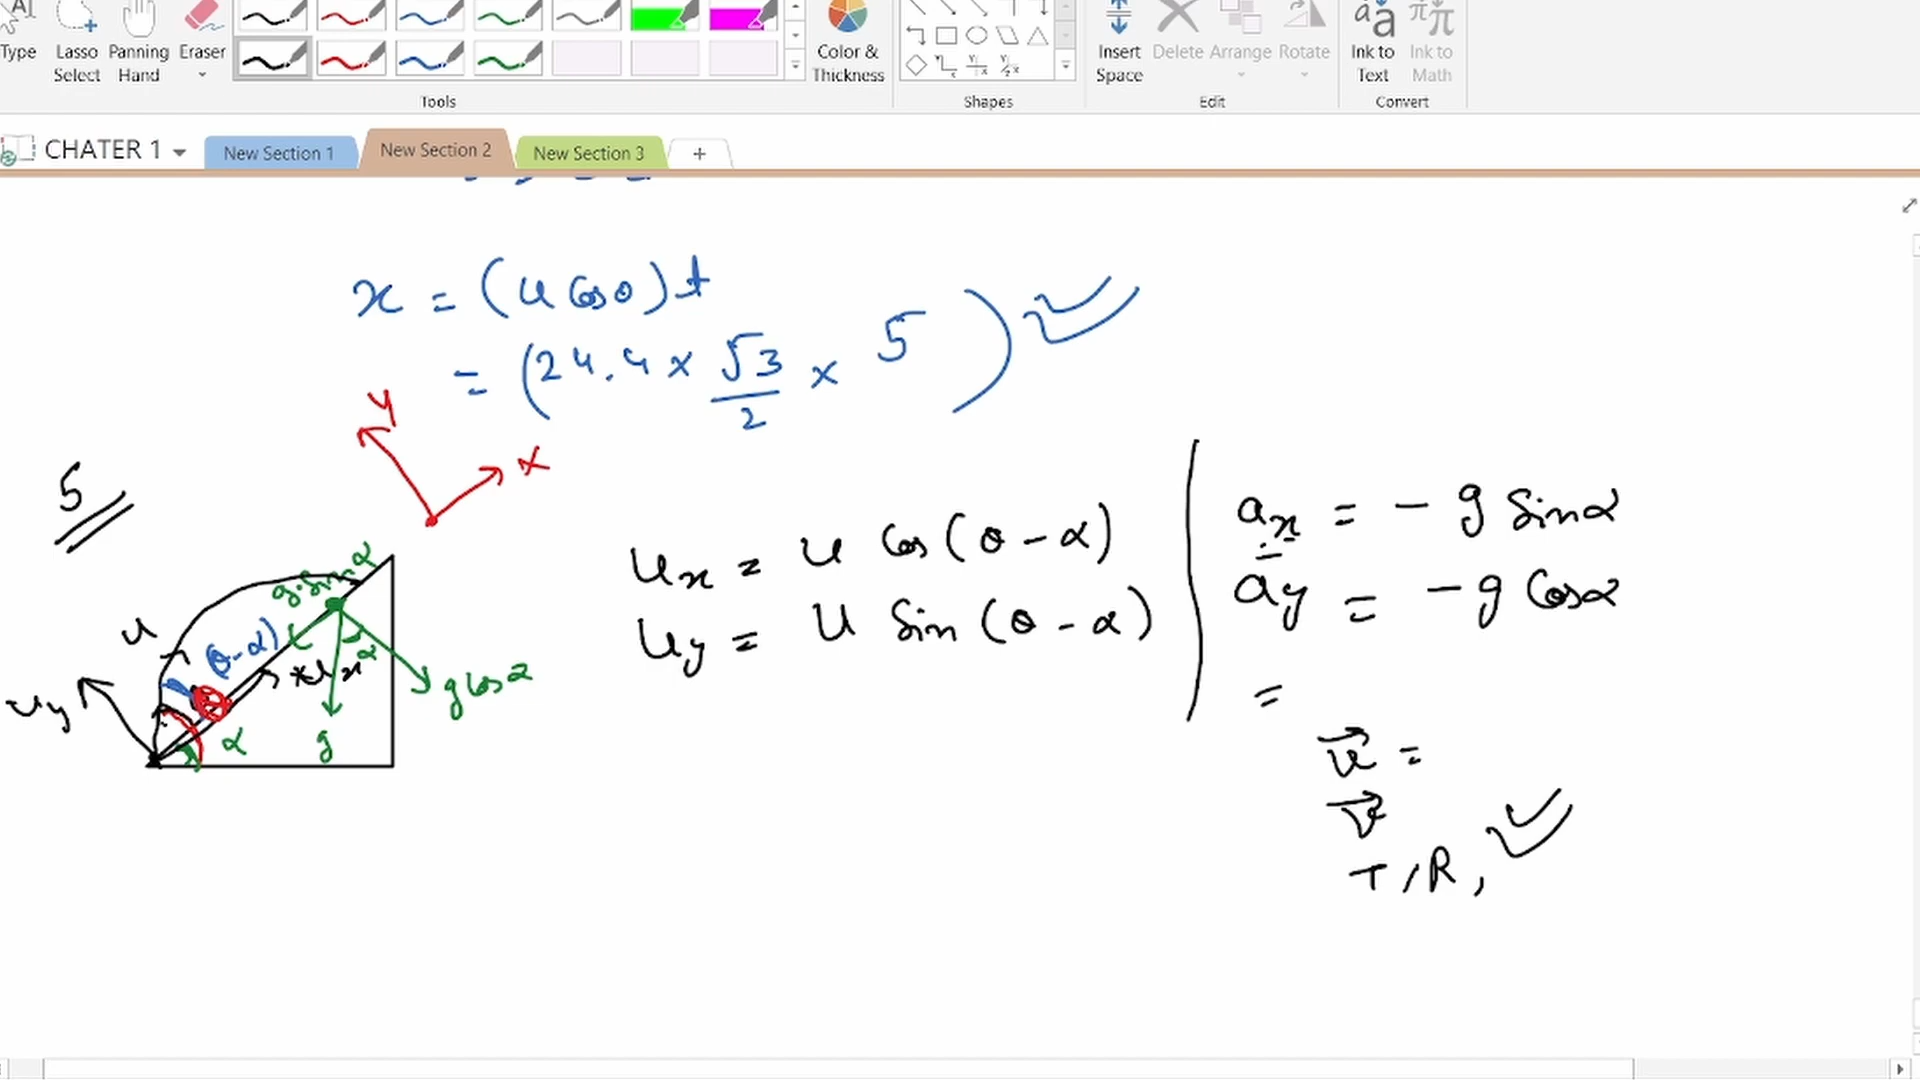 Type
Lasso Select
Panning Hand
Eraser
Color & Thickness
Insert Space
Delete
Arrange
Rotate
Ink to Text
Ink to Math
Tools
Shapes
Edit
Convert
CHATER 1
New Section 1
New Section 2
New Section 3
+
x = (u Cosθ) t
= (24.4 × √3/2 × 5)
y
x
5
u
(θ-α)
g. Sinα
α
g Cosα
uy
α
g
ux = u Cos (θ - α)
uy = u Sin (θ - α)
ax = - g Sinα
ay = - g Cosα
=
u =
v
T, R,